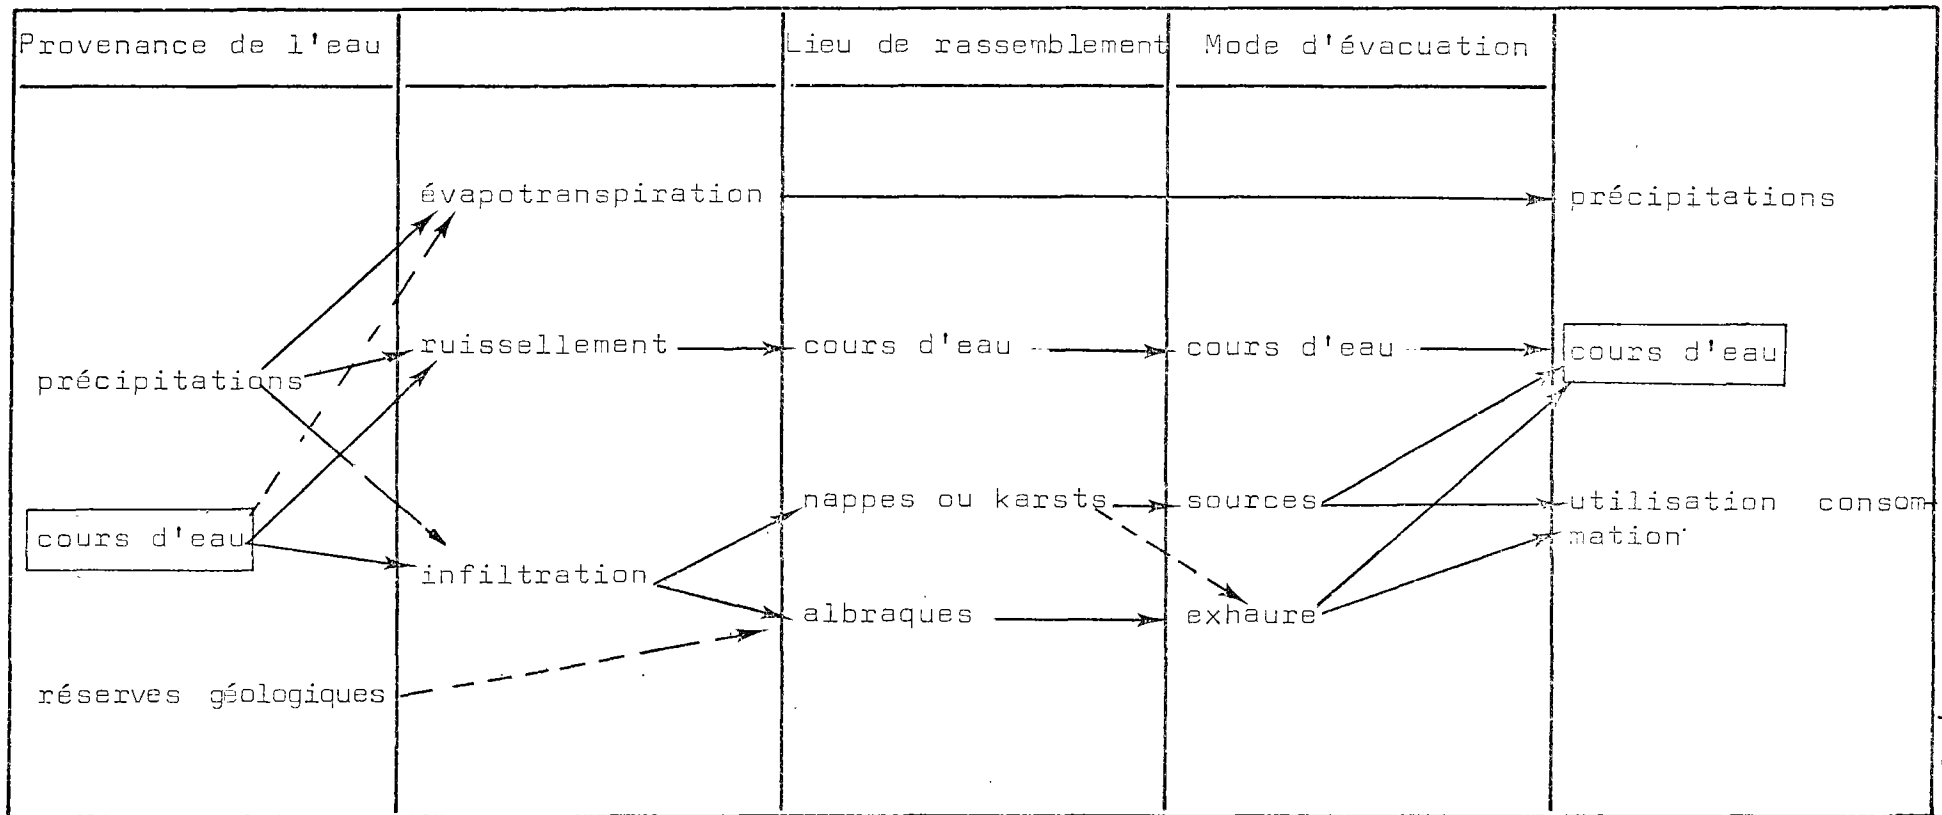 Provenance de l'eau
Lieu de rassemblement
Mode d'évacuation
évapotranspiration
précipitations
ruissellement
cours d'eau
cours d'eau
cours d'eau
précipitations
nappes ou karsts
sources
utilisation consom-
mation
cours d'eau
infiltration
albraques
exhaure
réserves géologiques